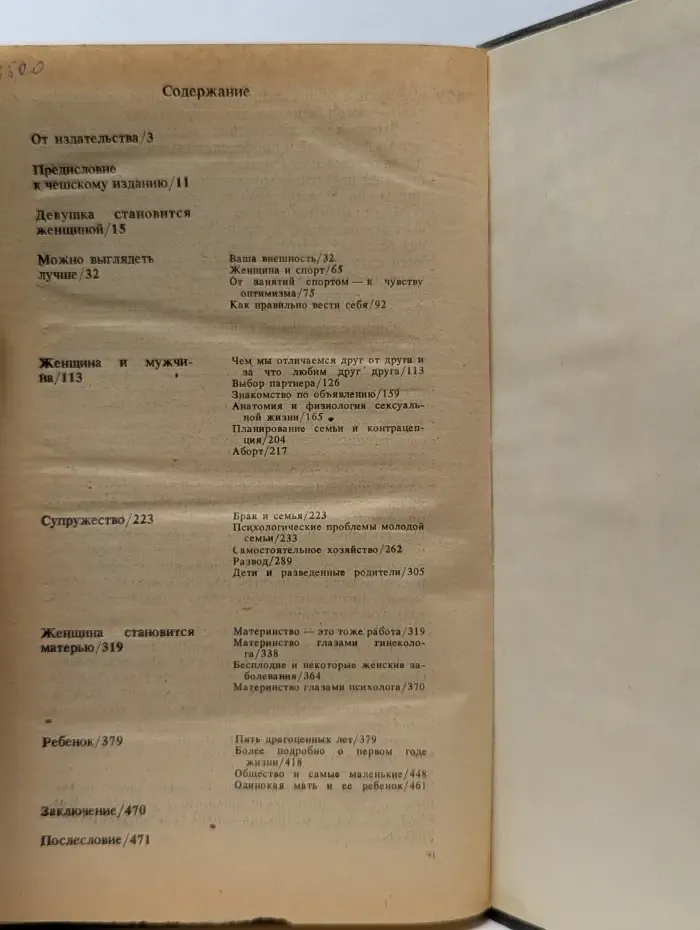 Содержание
От издательства/3
Предисловие
к чешскому изданию/11
Девушка становится
женщиной/15
Можно выглядеть
лучше/32
Ваша внешность/32
Женщина и спорт/65
От занятий спортом — к чувству
оптимизма/75
Как правильно вести себя/92
Женщина и мужчи-
на/113
Чем мы отличаемся друг от друга и
за что любим друг друга/113
Выбор партнера/126
Знакомство по объявлению/159
Анатомия и физиология сексуаль-
ной жизни/165
Планирование семьи и контрацеп-
ция/204
Аборт/217
Супружество/223
Брак и семья/223
Психологические проблемы молодой
семьи/233
Самостоятельное хозяйство/262
Развод/289
Дети и разведенные родители/305
Женщина становится
матерью/319
Материнство — это тоже работа/319
Материнство глазами гинеколо-
га/338
Бесплодие и некоторые женские за-
болевания/364
Материнство глазами психолога/370
Ребенок/379
Пять драгоценных лет/379
Более подробно о первом годе
жизни/418
Общество и самые маленькие/448
Одинокая мать и ее ребенок/461
Заключение/470
Послесловие/471